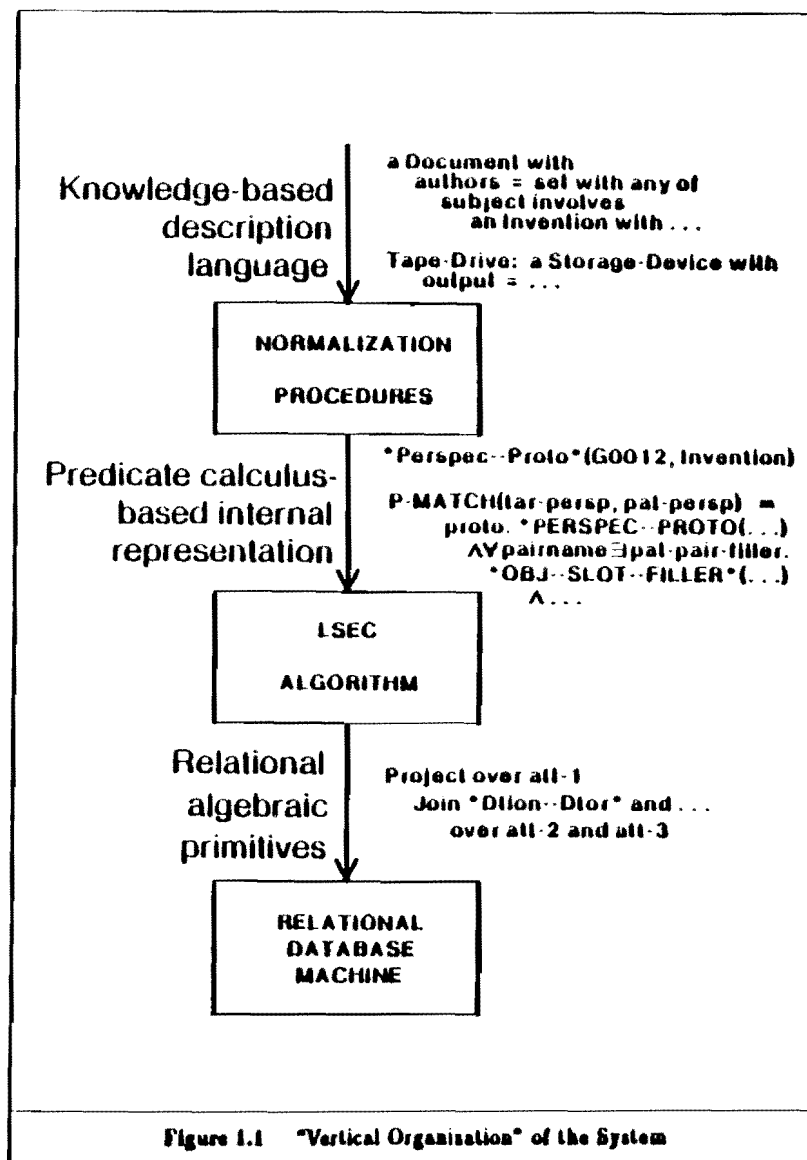 Knowledge-based
description
language
a Document with
authors = set with any of
subject involves
an Invention with . . .
Tape-Drive: a Storage-Device with
output = . . .
NORMALIZATION
PROCEDURES
Predicate calculus-
based internal
representation
*Perspec--Proto*(G0012, Invention)
P-MATCH(tar-persp, pat-persp) =
proto. *PERSPEC--PROTO(...)
∧∀pairname∃pat-pair-filler.
*OBJ--SLOT--FILLER*(...)
∧ . . .
LSEC
ALGORITHM
Relational
algebraic
primitives
Project over att-1
Join *Dtion--Dtor* and . . .
over att-2 and att-3
RELATIONAL
DATABASE
MACHINE
Figure 1.1 "Vertical Organisation" of the System